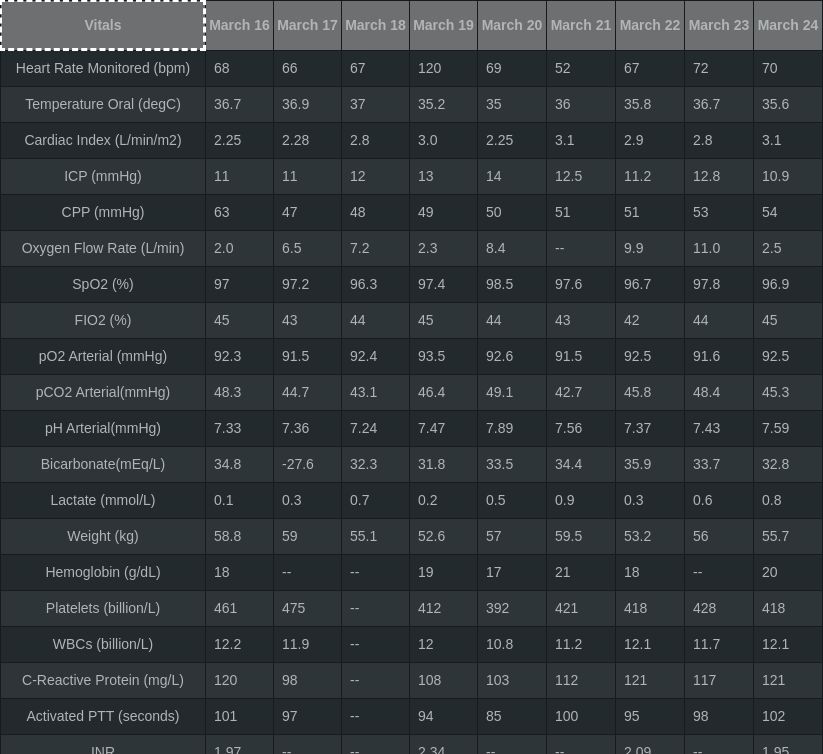 Vitals March 16 March 17 March 18 March 19 March 20 March 21 March 22 March 23 March 24
Heart Rate Monitored (bpm) 68 66 67 120 69 52 67 72 70
Temperature Oral (degC) 36.7 36.9 37 35.2 35 36 35.8 36.7 35.6
Cardiac Index (L/min/m2) 2.25 2.28 2.8 3.0 2.25 3.1 2.9 2.8 3.1
ICP (mmHg) 11 11 12 13 14 12.5 11.2 12.8 10.9
CPP (mmHg) 63 47 48 49 50 51 51 53 54
Oxygen Flow Rate (L/min) 2.0 6.5 7.2 2.3 8.4 -- 9.9 11.0 2.5
SpO2 (%) 97 97.2 96.3 97.4 98.5 97.6 96.7 97.8 96.9
FIO2 (%) 45 43 44 45 44 43 42 44 45
pO2 Arterial (mmHg) 92.3 91.5 92.4 93.5 92.6 91.5 92.5 91.6 92.5
pCO2 Arterial(mmHg) 48.3 44.7 43.1 46.4 49.1 42.7 45.8 48.4 45.3
pH Arterial(mmHg) 7.33 7.36 7.24 7.47 7.89 7.56 7.37 7.43 7.59
Bicarbonate(mEq/L) 34.8 -27.6 32.3 31.8 33.5 34.4 35.9 33.7 32.8
Lactate (mmol/L) 0.1 0.3 0.7 0.2 0.5 0.9 0.3 0.6 0.8
Weight (kg) 58.8 59 55.1 52.6 57 59.5 53.2 56 55.7
Hemoglobin (g/dL) 18 -- -- 19 17 21 18 -- 20
Platelets (billion/L) 461 475 -- 412 392 421 418 428 418
WBCs (billion/L) 12.2 11.9 -- 12 10.8 11.2 12.1 11.7 12.1
C-Reactive Protein (mg/L) 120 98 -- 108 103 112 121 117 121
Activated PTT (seconds) 101 97 -- 94 85 100 95 98 102
INR 1.97 -- -- 2.34 -- -- 2.09 -- 1.95